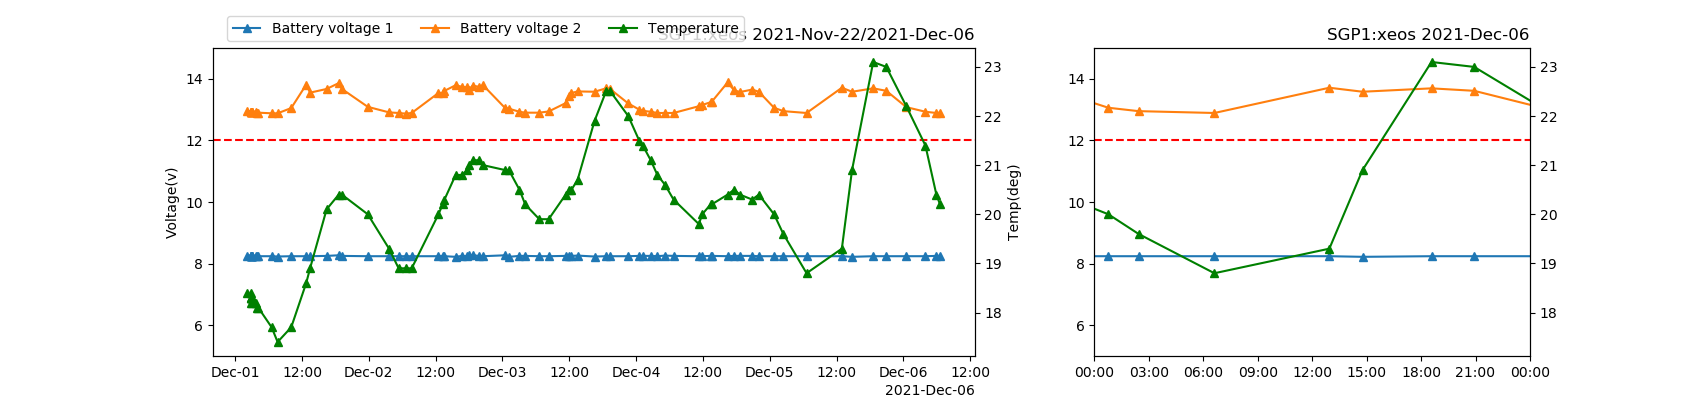 Battery voltage 1 Battery voltage 2 Temperature
SGP1:xeos 2021-Nov-22/2021-Dec-06
Voltage(v)
14
12
10
8
6
23
22
21
20
19
18
Temp(deg)
Dec-01 12:00 Dec-02 12:00 Dec-03 12:00 Dec-04 12:00 Dec-05 12:00 Dec-06 12:00
2021-Dec-06
SGP1:xeos 2021-Dec-06
14
12
10
8
6
23
22
21
20
19
18
00:00 03:00 06:00 09:00 12:00 15:00 18:00 21:00 00:00